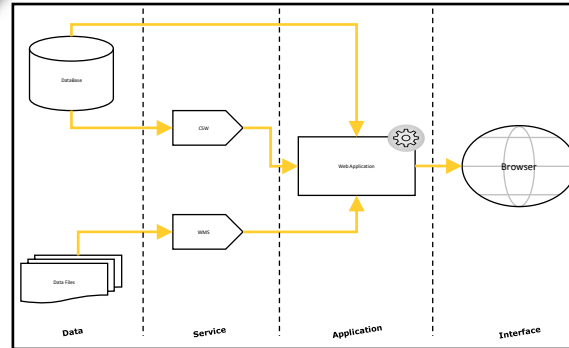 DataBase
CSW
Web Application
Browser
WMS
Data Files
Data
Service
Application
Interface